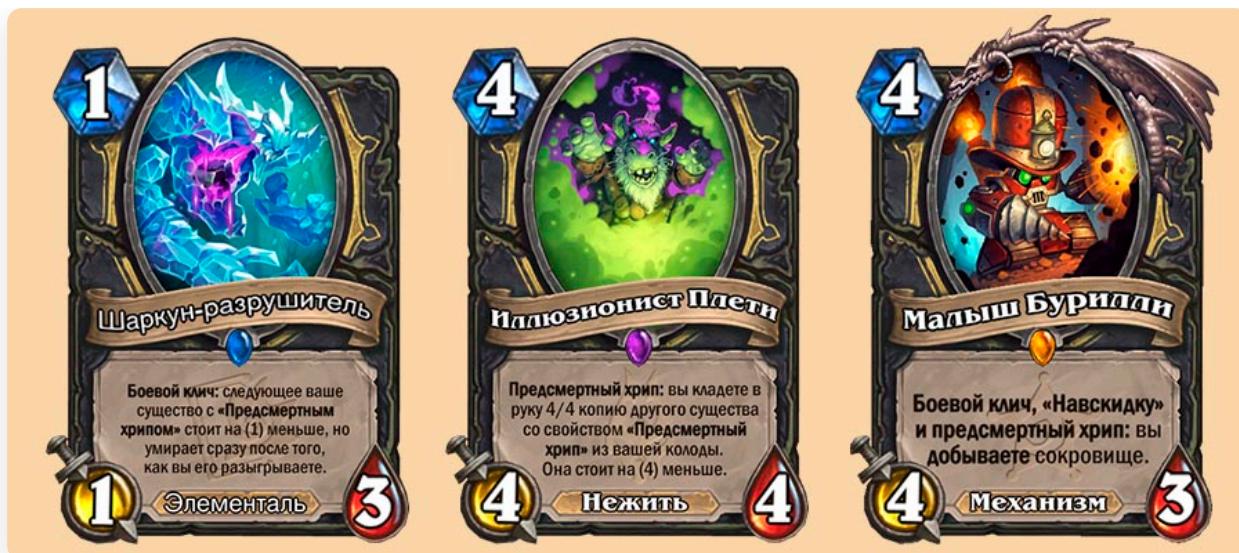 1
Шаркун-разрушитель
Боевой клич: следующее ваше
существо с «Предсмертным
хрипом» стоит на (1) меньше, но
умирает сразу после того,
как вы его разыгрываете.
1
Элементаль
3
4
Иллюзионист Плети
Предсмертный хрип: вы кладете в
руку 4/4 копию другого существа
со свойством «Предсмертный
хрип» из вашей колоды.
Она стоит на (4) меньше.
4
Нежить
4
4
Малыш Бурилли
Боевой клич, «Навскидку»
и предсмертный хрип: вы
добываете сокровище.
4
Механизм
3